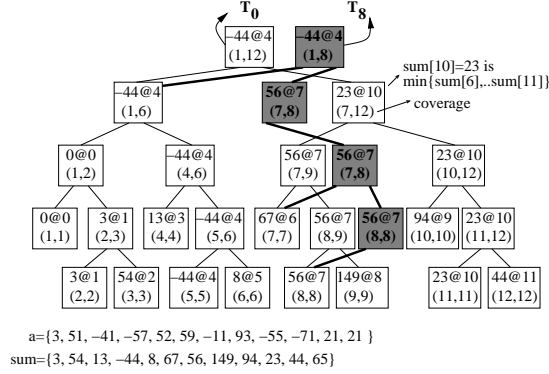 T0 T8
−44@4 −44@4
(1,12) (1,8)
sum[10]=23 is
min{sum[6],..sum[11]}
coverage
−44@4 56@7 23@10
(1,6) (7,8) (7,12)
0@0 −44@4 56@7 56@7 23@10
(1,2) (4,6) (7,9) (7,8) (10,12)
0@0 3@1 13@3 −44@4 67@6 56@7 56@7 94@9 23@10
(1,1) (2,3) (4,4) (5,6) (7,7) (8,9) (8,8) (10,10) (11,12)
3@1 54@2 −44@4 8@5 56@7 149@8 23@10 44@11
(2,2) (3,3) (5,5) (6,6) (8,8) (9,9) (11,11) (12,12)
a={3, 51, −41, −57, 52, 59, −11, 93, −55, −71, 21, 21 }
sum={3, 54, 13, −44, 8, 67, 56, 149, 94, 23, 44, 65}